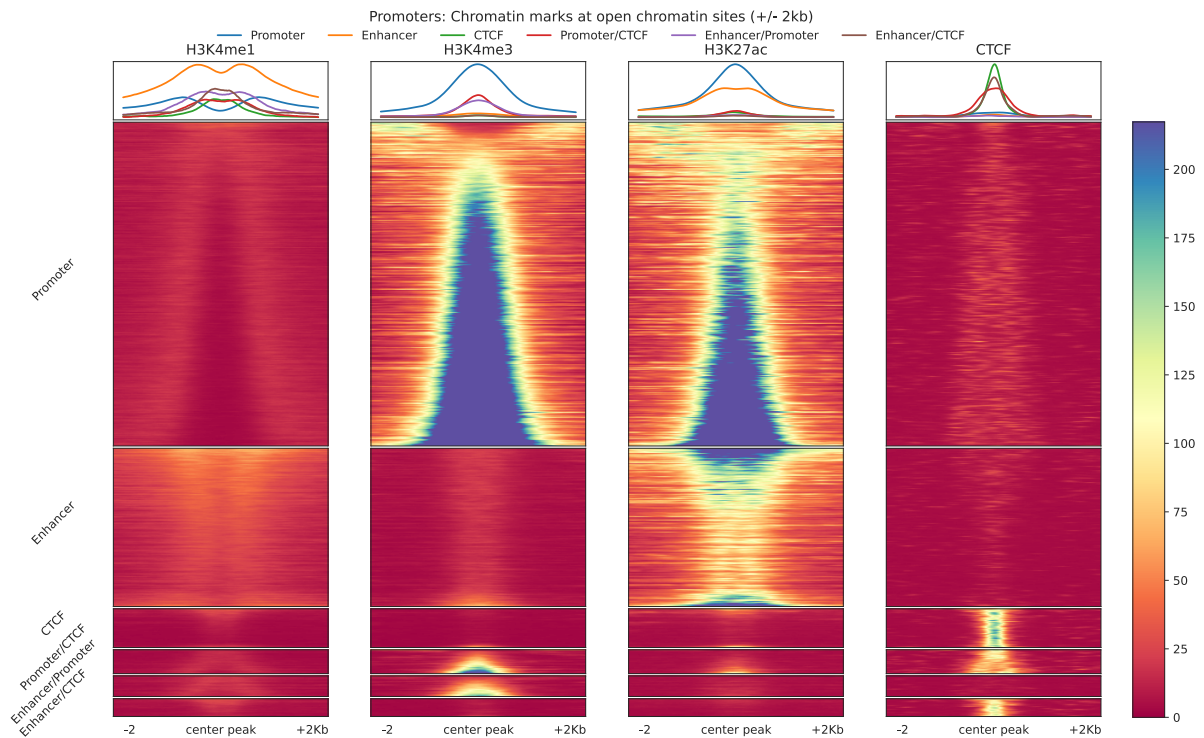 Promoters: Chromatin marks at open chromatin sites (+/- 2kb)
Promoter Enhancer CTCF Promoter/CTCF Enhancer/Promoter Enhancer/CTCF
H3K4me1 H3K4me3 H3K27ac CTCF
Promoter
Enhancer
CTCF
Promoter/CTCF
Enhancer/Promoter
Enhancer/CTCF
-2 center peak +2Kb -2 center peak +2Kb -2 center peak +2Kb -2 center peak +2Kb
200
175
150
125
100
75
50
25
0